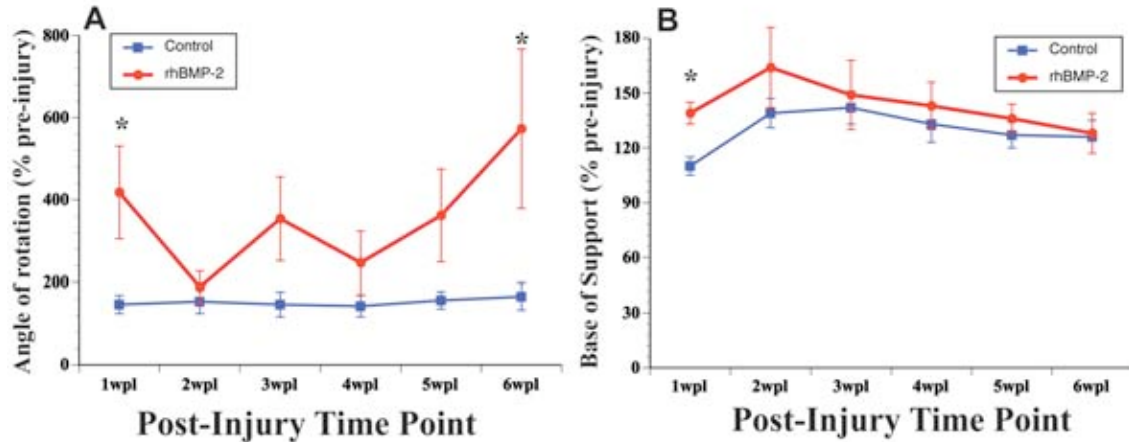 A
800
600
400
200
0
Angle of rotation (% pre-injury)
Control
rhBMP-2
*
*
1wpl 2wpl 3wpl 4wpl 5wpl 6wpl
Post-Injury Time Point
B
180
150
120
90
60
30
0
Base of Support (% pre-injury)
Control
rhBMP-2
*
1wpl 2wpl 3wpl 4wpl 5wpl 6wpl
Post-Injury Time Point